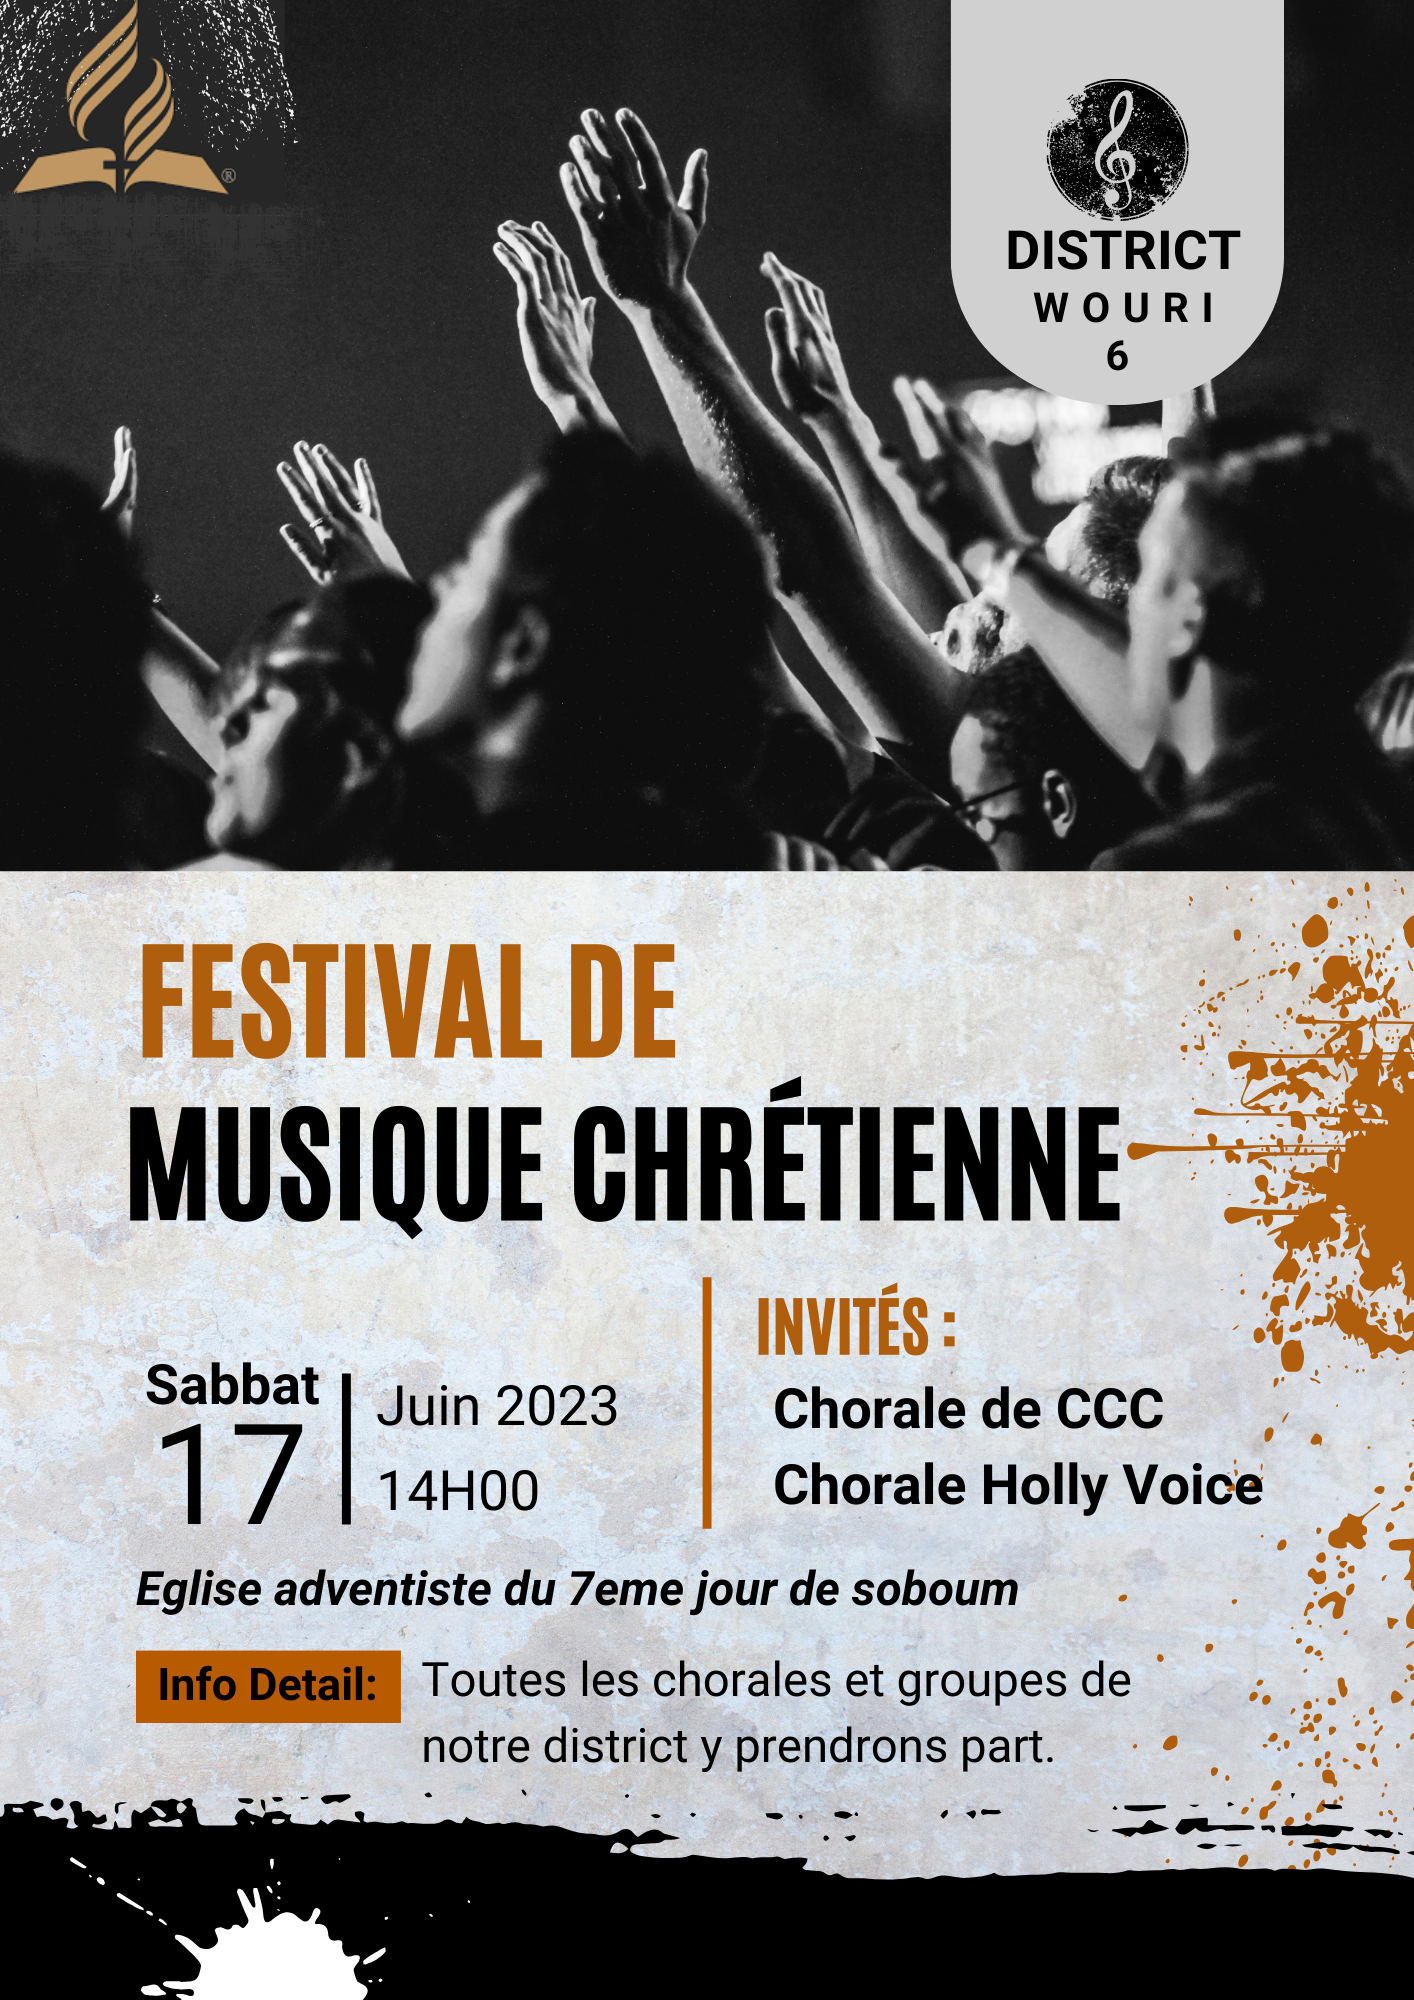 ®
DISTRICT
WOURI
6
FESTIVAL DE
MUSIQUE CHRÉTIENNE
Sabbat
17
Juin 2023
14H00
INVITÉS :
Chorale de CCC
Chorale Holly Voice
Eglise adventiste du 7eme jour de soboum
Info Detail:
Toutes les chorales et groupes de
notre district y prendrons part.